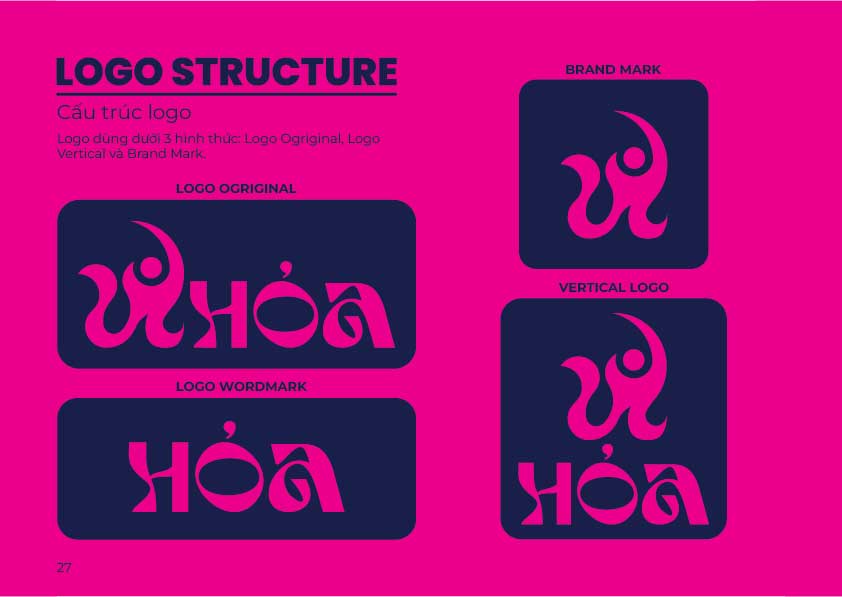 LOGO STRUCTURE
Cấu trúc logo
Logo dùng dưới 3 hình thức: Logo Ogriginal, Logo
Vertical và Brand Mark.
LOGO OGRIGINAL
HỎA
LOGO WORDMARK
HỎA
BRAND MARK
VERTICAL LOGO
HỎA
27